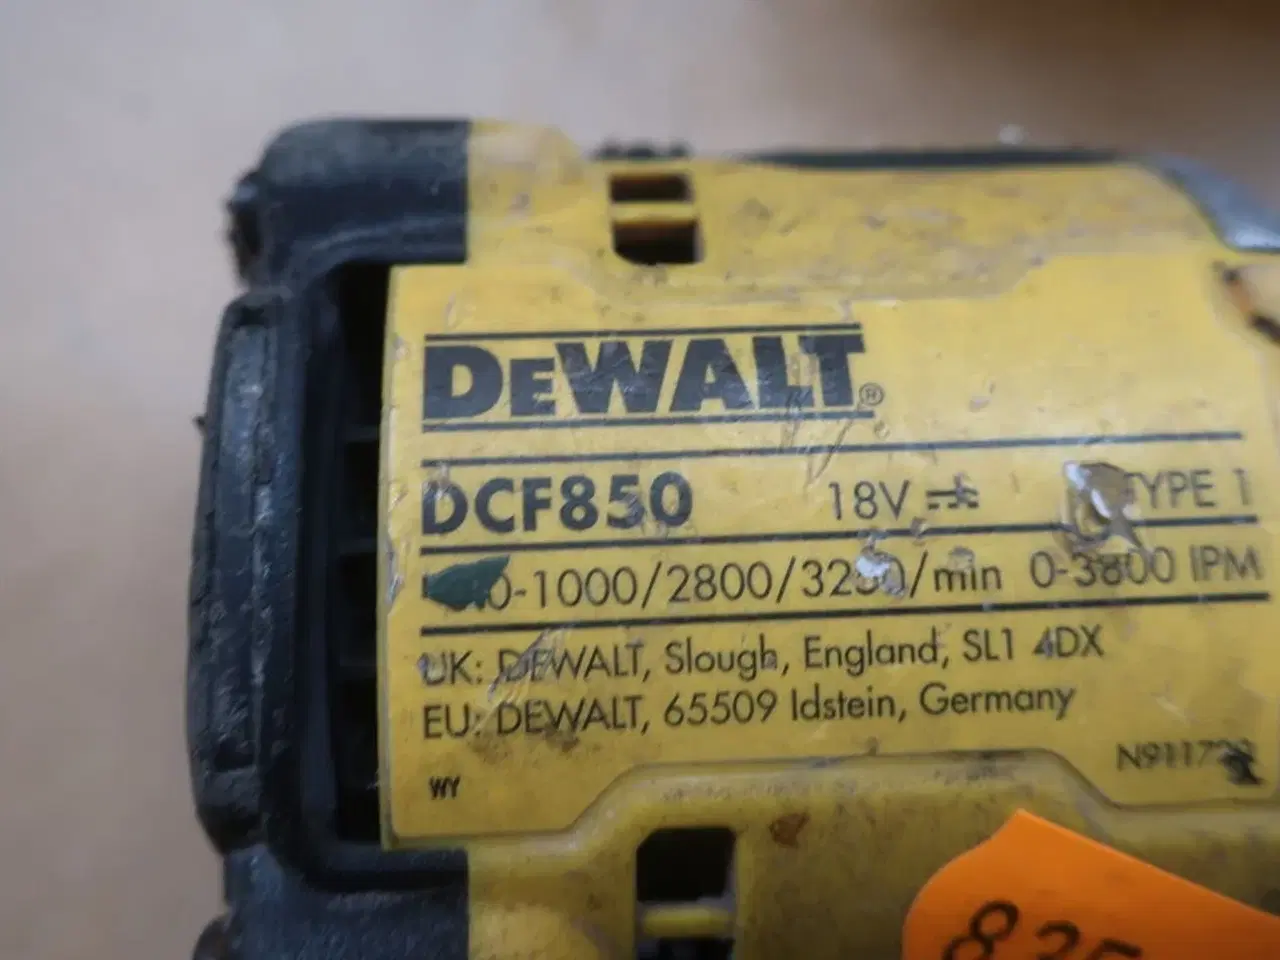 DEWALT®
DCF850 18V TYPE 1
0-1000/2800/3250/min 0-3800 IPM
UK: DEWALT, Slough, England, SL1 4DX
EU: DEWALT, 65509 Idstein, Germany
WY